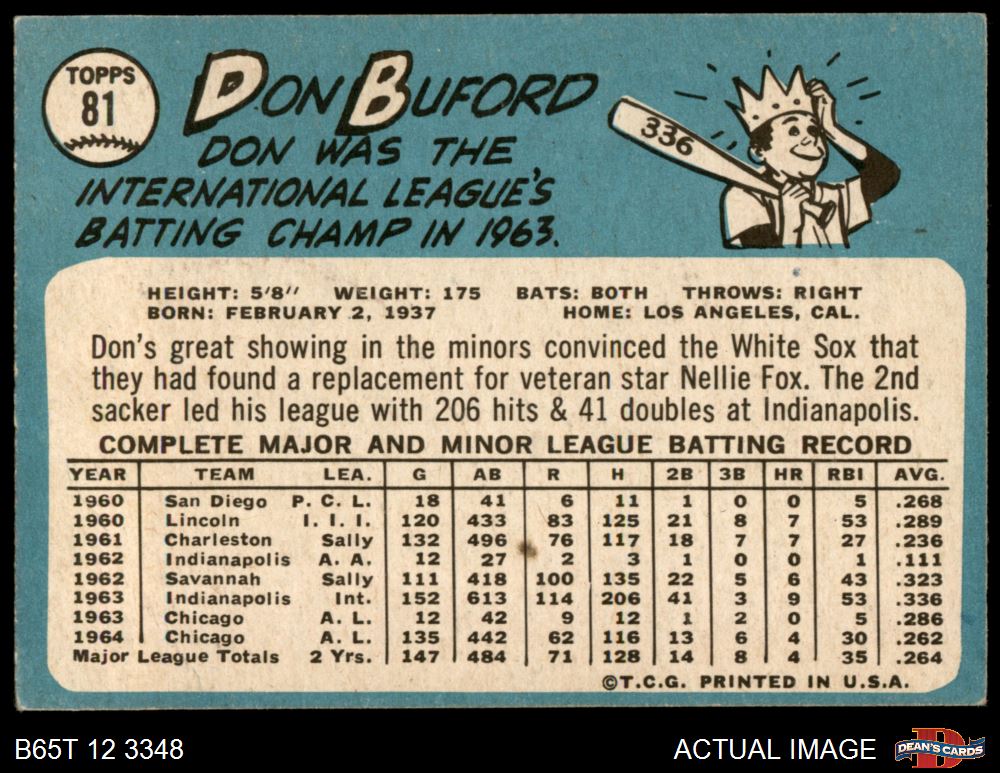 TOPPS
81
DON BUFORD
DON WAS THE
INTERNATIONAL LEAGUE'S
BATTING CHAMP IN 1963.
336
HEIGHT: 5'8" WEIGHT: 175 BATS: BOTH THROWS: RIGHT
BORN: FEBRUARY 2, 1937 HOME: LOS ANGELES, CAL.
Don's great showing in the minors convinced the White Sox that
they had found a replacement for veteran star Nellie Fox. The 2nd
sacker led his league with 206 hits & 41 doubles at Indianapolis.
COMPLETE MAJOR AND MINOR LEAGUE BATTING RECORD
YEAR TEAM LEA. G AB R H 2B 3B HR RBI AVG.
1960 San Diego P. C. L. 18 41 6 11 1 0 0 5 .268
1960 Lincoln I. I. I. 120 433 83 125 21 8 7 53 .289
1961 Charleston Sally 132 496 76 117 18 7 7 27 .236
1962 Indianapolis A. A. 12 27 2 3 1 0 0 1 .111
1962 Savannah Sally 111 418 100 135 22 5 6 43 .323
1963 Indianapolis Int. 152 613 114 206 41 3 9 53 .336
1963 Chicago A. L. 12 42 9 12 1 2 0 5 .286
1964 Chicago A. L. 135 442 62 116 13 6 4 30 .262
Major League Totals 2 Yrs. 147 484 71 128 14 8 4 35 .264
©T.C.G. PRINTED IN U.S.A.
B65T 12 3348 ACTUAL IMAGE
D
DEAN'S CARDS